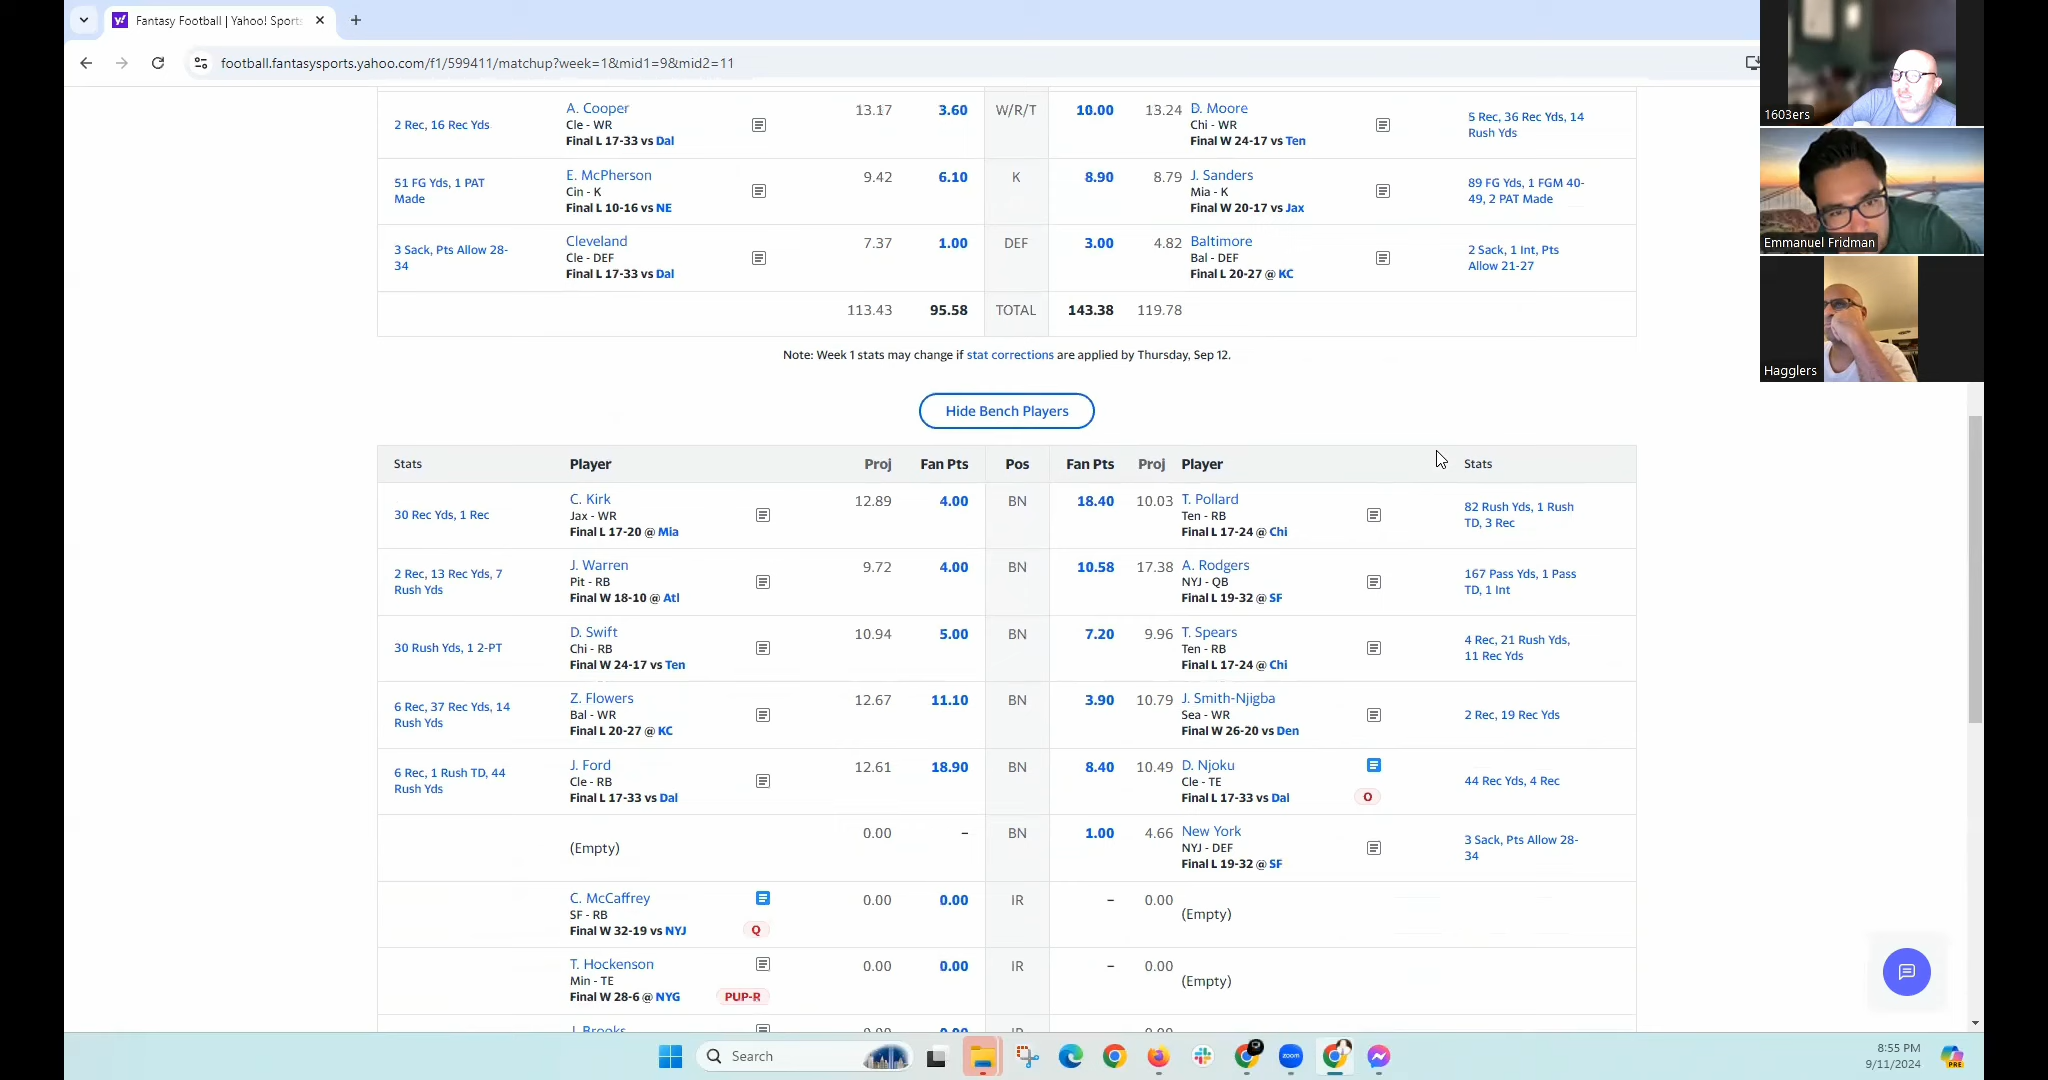 Fantasy Football | Yahoo! Sports
football.fantasysports.yahoo.com/f1/599411/matchup?week=1&mid1=9&mid2=11
1603ers
Emmanuel Fridman
Hagglers
2 Rec, 16 Rec Yds
A. Cooper
Cle - WR
Final L 17-33 vs Dal
13.17 3.60 W/R/T 10.00 13.24
D. Moore
Chi - WR
Final W 24-17 vs Ten
5 Rec, 36 Rec Yds, 14
Rush Yds
51 FG Yds, 1 PAT
Made
E. McPherson
Cin - K
Final L 10-16 vs NE
9.42 6.10 K 8.90 8.79
J. Sanders
Mia - K
Final W 20-17 vs Jax
89 FG Yds, 1 FGM 40-
49, 2 PAT Made
3 Sack, Pts Allow 28-
34
Cleveland
Cle - DEF
Final L 17-33 vs Dal
7.37 1.00 DEF 3.00 4.82
Baltimore
Bal - DEF
Final L 20-27 @ KC
2 Sack, 1 Int, Pts
Allow 21-27
113.43 95.58 TOTAL 143.38 119.78
Note: Week 1 stats may change if stat corrections are applied by Thursday, Sep 12.
Hide Bench Players
Stats Player Proj Fan Pts Pos Fan Pts Proj Player Stats
30 Rec Yds, 1 Rec
C. Kirk
Jax - WR
Final L 17-20 @ Mia
12.89 4.00 BN 18.40 10.03
T. Pollard
Ten - RB
Final L 17-24 @ Chi
82 Rush Yds, 1 Rush
TD, 3 Rec
2 Rec, 13 Rec Yds, 7
Rush Yds
J. Warren
Pit - RB
Final W 18-10 @ Atl
9.72 4.00 BN 10.58 17.38
A. Rodgers
NYJ - QB
Final L 19-32 @ SF
167 Pass Yds, 1 Pass
TD, 1 Int
30 Rush Yds, 1 2-PT
D. Swift
Chi - RB
Final W 24-17 vs Ten
10.94 5.00 BN 7.20 9.96
T. Spears
Ten - RB
Final L 17-24 @ Chi
4 Rec, 21 Rush Yds,
11 Rec Yds
6 Rec, 37 Rec Yds, 14
Rush Yds
Z. Flowers
Bal - WR
Final L 20-27 @ KC
12.67 11.10 BN 3.90 10.79
J. Smith-Njigba
Sea - WR
Final W 26-20 vs Den
2 Rec, 19 Rec Yds
6 Rec, 1 Rush TD, 44
Rush Yds
J. Ford
Cle - RB
Final L 17-33 vs Dal
12.61 18.90 BN 8.40 10.49
D. Njoku
Cle - TE
Final L 17-33 vs Dal
O
44 Rec Yds, 4 Rec
(Empty)
0.00 – BN 1.00 4.66
New York
NYJ - DEF
Final L 19-32 @ SF
3 Sack, Pts Allow 28-
34
C. McCaffrey
SF - RB
Final W 32-19 vs NYJ
Q
0.00 0.00 IR – 0.00
(Empty)
T. Hockenson
Min - TE
Final W 28-6 @ NYG
PUP-R
0.00 0.00 IR – 0.00
(Empty)
J. Brooks
0.00 0.00 IR 0.00
Search
zoom
8:55 PM
9/11/2024
PRE